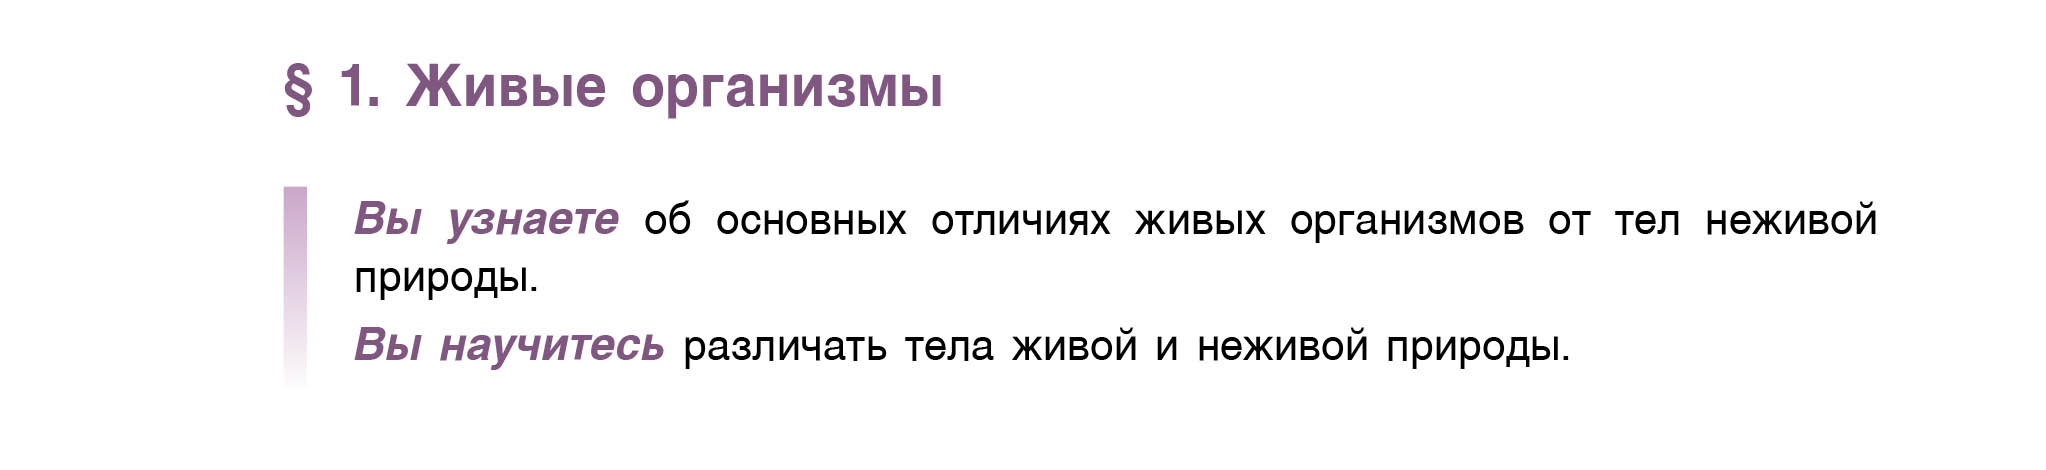 § 1. Живые организмы
Вы узнаете об основных отличиях живых организмов от тел неживой
природы.
Вы научитесь различать тела живой и неживой природы.